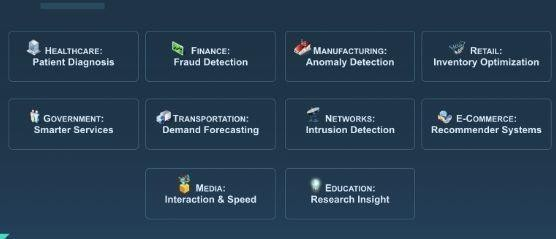 Healthcare:
Patient Diagnosis
Finance:
Fraud Detection
Manufacturing:
Anomaly Detection
Retail:
Inventory Optimization
Government:
Smarter Services
Transportation:
Demand Forecasting
Networks:
Intrusion Detection
E-Commerce:
Recommender Systems
Media:
Interaction & Speed
Education:
Research Insight